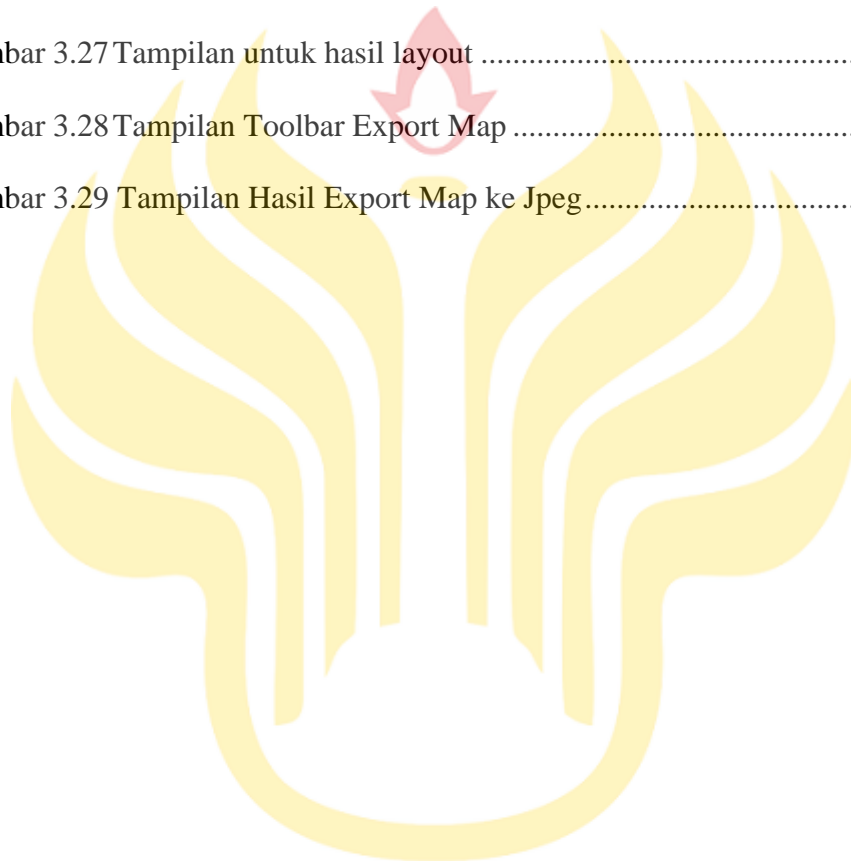 bar 3.27 Tampilan untuk hasil layout ............................................
bar 3.28 Tampilan Toolbar Export Map ........................................
bar 3.29 Tampilan Hasil Export Map ke Jpeg................................